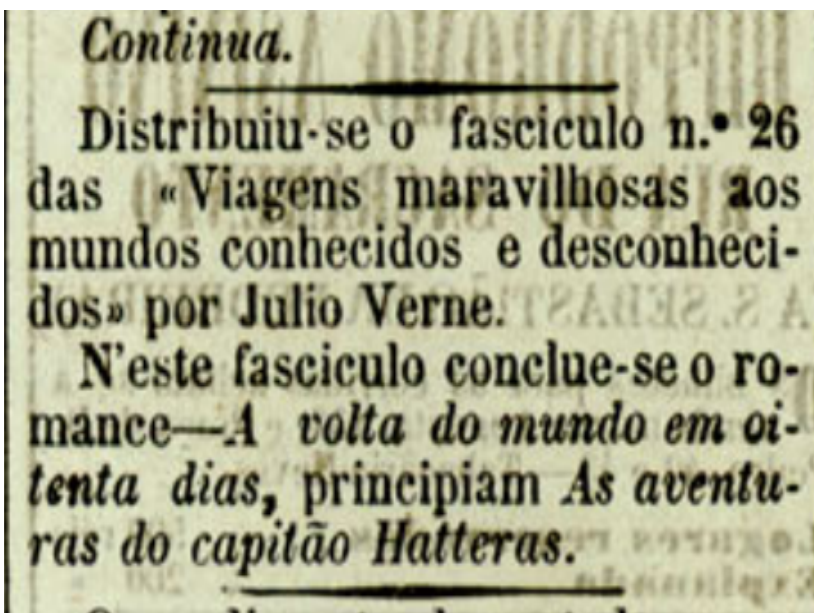 Continua.
Distribuiu-se o fasciculo n.º 26
das «Viagens maravilhosas aos
mundos conhecidos e desconheci-
dos» por Julio Verne.
N'este fasciculo conclue-se o ro-
mance—A volta do mundo em oi-
tenta dias, principiam As aventu-
ras do capitão Hatteras.